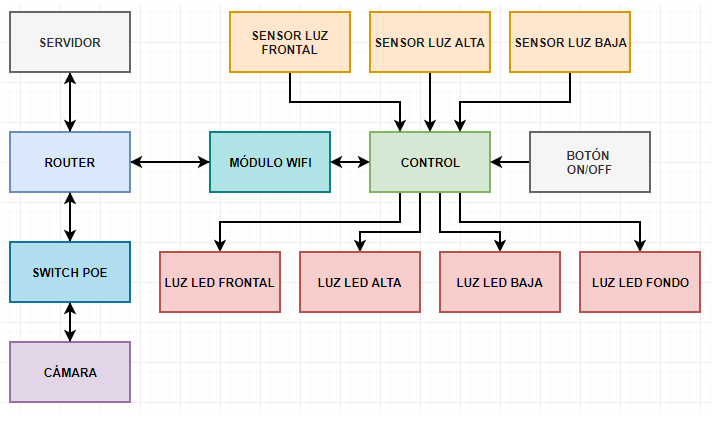 SERVIDOR
SENSOR LUZ
FRONTAL
SENSOR LUZ ALTA
SENSOR LUZ BAJA
ROUTER
MÓDULO WIFI
CONTROL
BOTÓN
ON/OFF
SWITCH POE
LUZ LED FRONTAL
LUZ LED ALTA
LUZ LED BAJA
LUZ LED FONDO
CÁMARA